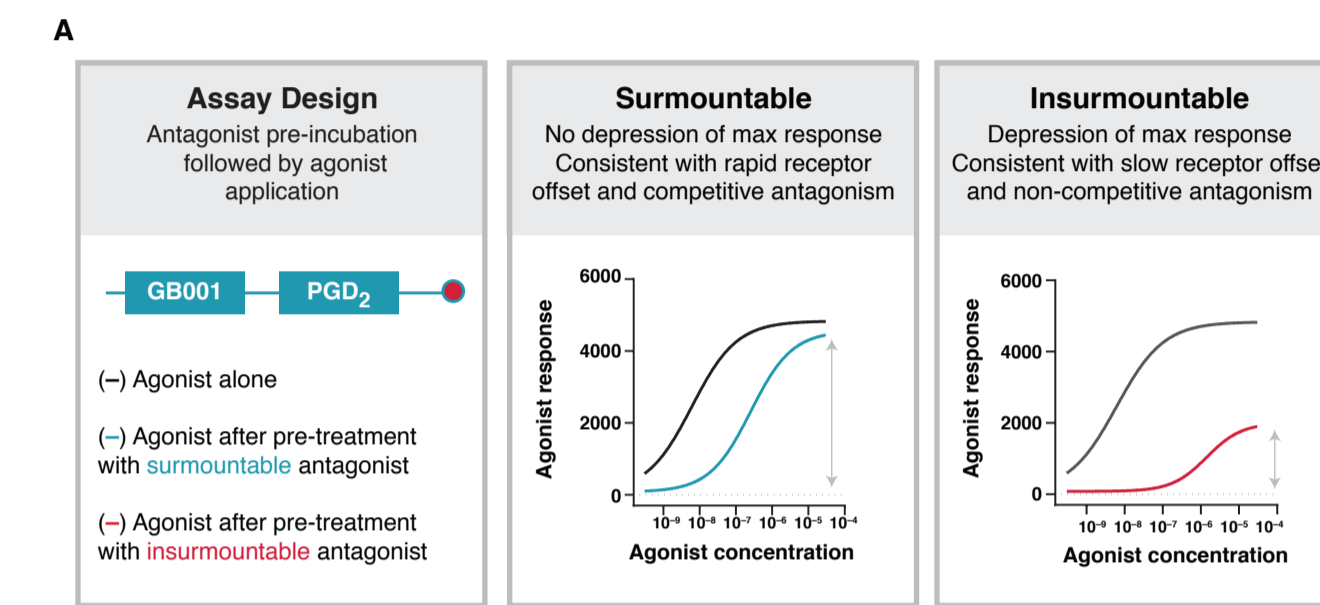 A
Assay Design
Antagonist pre-incubation
followed by agonist
application
GB001
PGD₂
(–) Agonist alone
(–) Agonist after pre-treatment
with surmountable antagonist
(–) Agonist after pre-treatment
with insurmountable antagonist
Surmountable
No depression of max response
Consistent with rapid receptor
offset and competitive antagonism
Agonist response
6000
4000
2000
0
10⁻⁹ 10⁻⁸ 10⁻⁷ 10⁻⁶ 10⁻⁵ 10⁻⁴
Agonist concentration
Insurmountable
Depression of max response
Consistent with slow receptor offse
and non-competitive antagonism
Agonist response
6000
4000
2000
0
10⁻⁹ 10⁻⁸ 10⁻⁷ 10⁻⁶ 10⁻⁵ 10⁻⁴
Agonist concentration